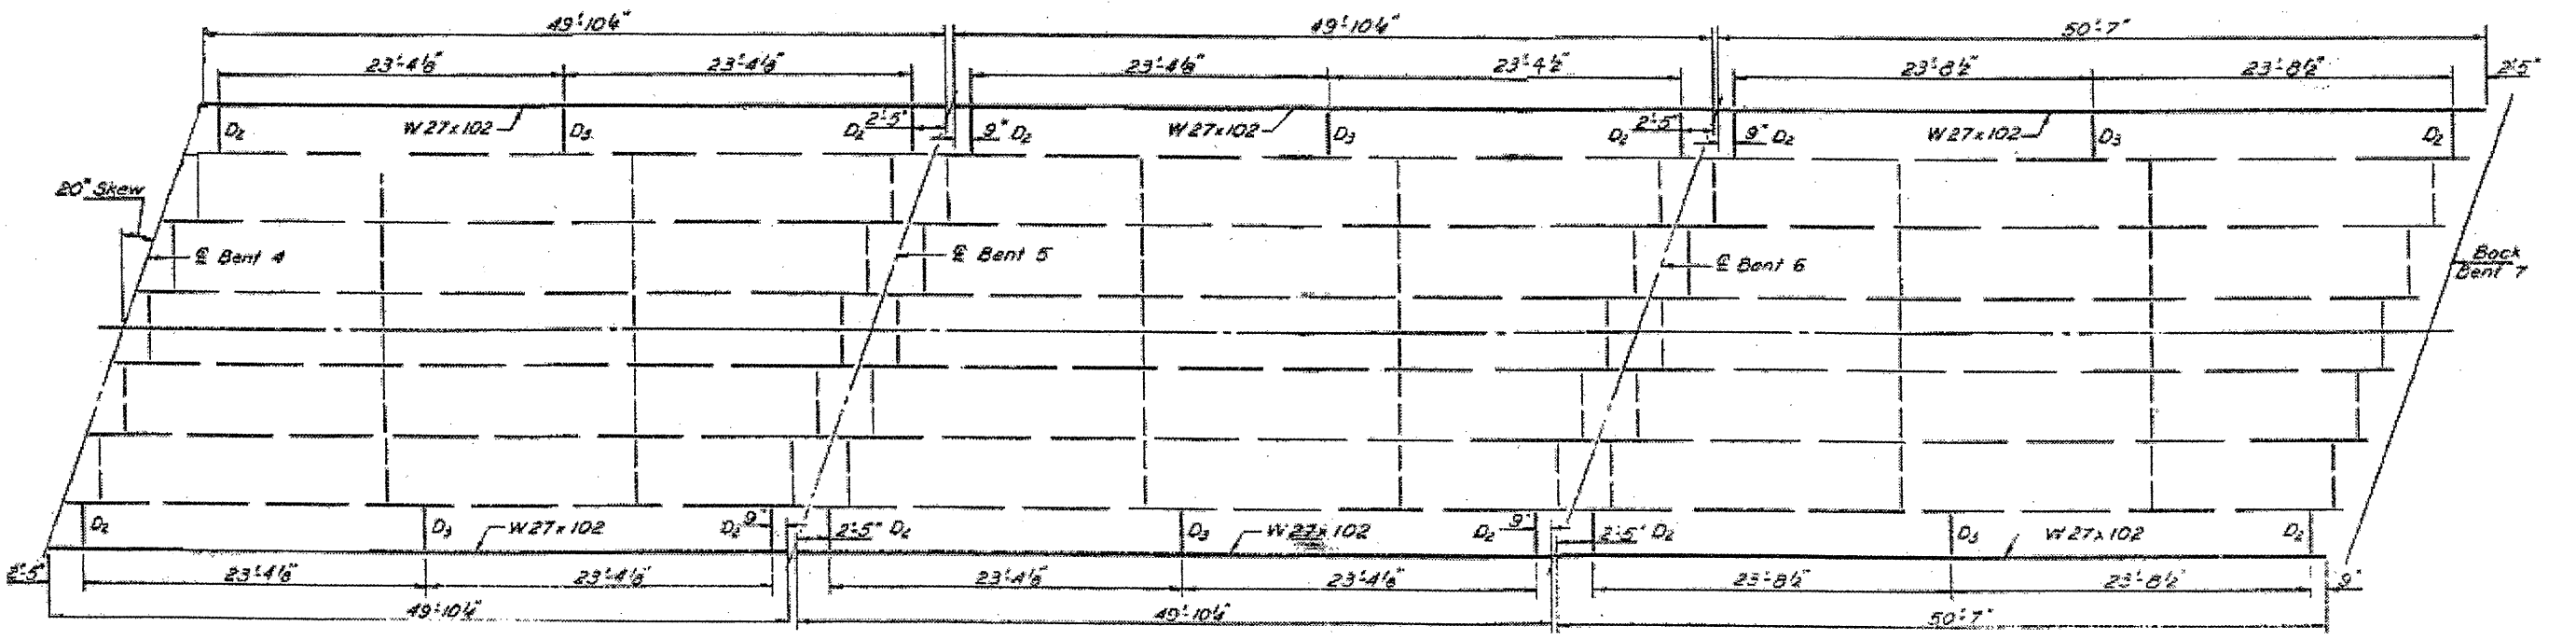 49'-10¼" 49'-10¼" 50'-7"
23'-4⅛" 23'-4⅛" 23'-4⅛" 23'-4½" 23'-8½" 23'-8½" 2'-5"
D₂ W27x102 D₃ D₂ 2'-5" 9" D₂ W27x102 D₃ D₂ 2'-5" 9" D₂ W27x102 D₃ D₂
20° Skew
℄ Bent 4 ℄ Bent 5 ℄ Bent 6 Back
Bent 7
D₂ D₃ W27x102 D₂ 9" 2'-5" D₂ D₃ W27x102 D₂ 9" 2'-5" D₂ D₃ W27x102 D₂
2'-5" 23'-4⅛" 23'-4⅛" 23'-4⅛" 23'-4⅛" 23'-8½" 23'-8½" 9"
49'-10¼" 49'-10¼" 50'-7"